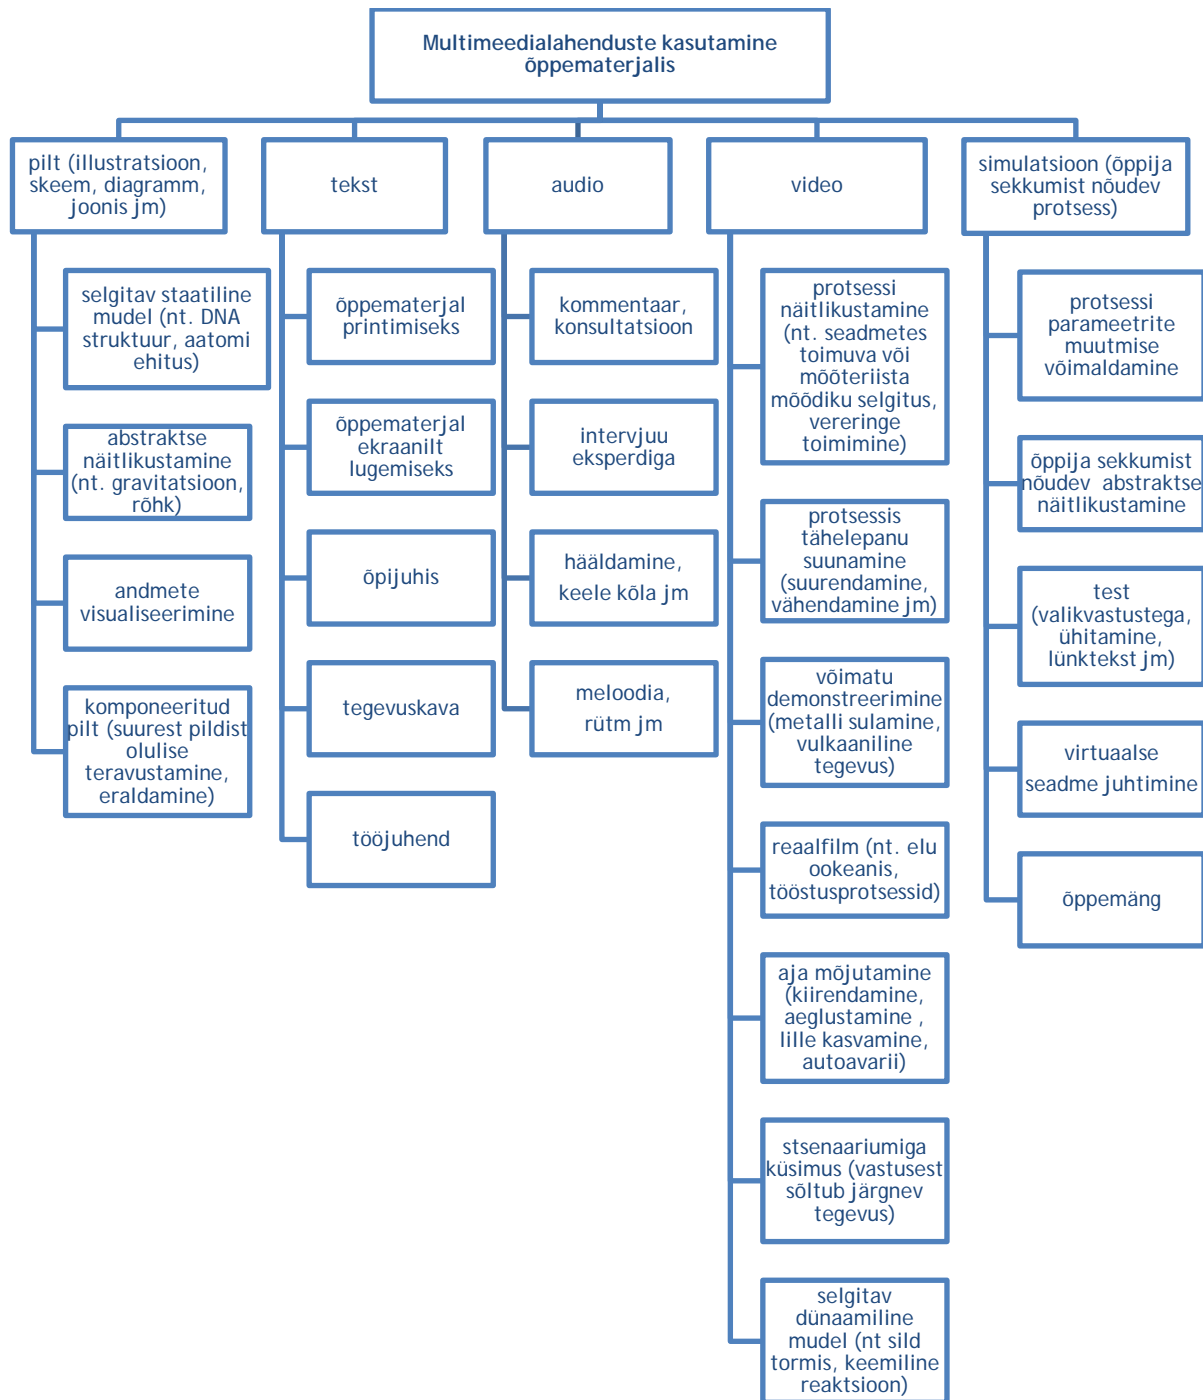 Multimeedialahenduste kasutamine
õppematerjalis
pilt (illustratsioon,
skeem, diagramm,
joonis jm)
selgitav staatiline
mudel (nt. DNA
struktuur, aatomi
ehitus)
abstraktse
näitlikustamine
(nt. gravitatsioon,
rõhk)
andmete
visualiseerimine
komponeeritud
pilt (suurest pildist
olulise
teravustamine,
eraldamine)
tekst
õppematerjal
printimiseks
õppematerjal
ekraanilt
lugemiseks
õpijuhis
tegevuskava
tööjuhend
audio
kommentaar,
konsultatsioon
intervjuu
eksperdiga
hääldamine,
keele kõla jm
meloodia,
rütm jm
video
protsessi
näitlikustamine
(nt. seadmetes
toimuva või
mõõteriista
mõõdiku selgitus,
vereringe
toimimine)
protsessis
tähelepanu
suunamine
(suurendamine,
vähendamine jm)
võimatu
demonstreerimine
(metalli sulamine,
vulkaaniline
tegevus)
reaalfilm (nt. elu
ookeanis,
tööstusprotsessid)
aja mõjutamine
(kiirendamine,
aeglustamine ,
lille kasvamine,
autoavarii)
stsenaariumiga
küsimus (vastusest
sõltub järgnev
tegevus)
selgitav
dünaamiline
mudel (nt sild
tormis, keemiline
reaktsioon)
simulatsioon (õppija
sekkumist nõudev
protsess)
protsessi
parameetrite
muutmise
võimaldamine
õppija sekkumist
nõudev abstraktse
näitlikustamine
test
(valikvastustega,
ühitamine,
lünktekst jm)
virtuaalse
seadme juhtimine
õppemäng